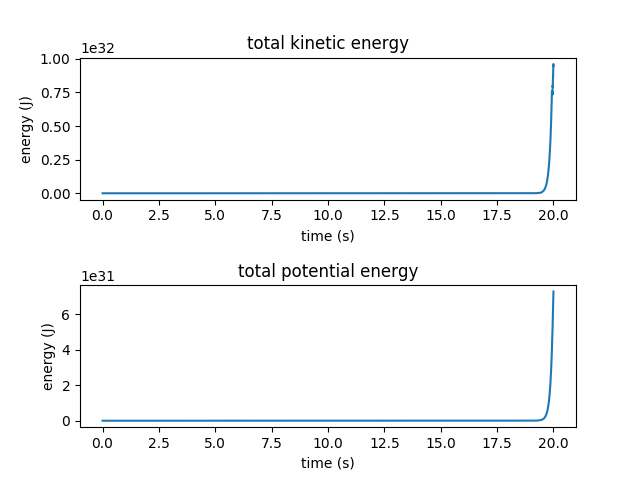 total kinetic energy
1e32
1.00
0.75
0.50
0.25
0.00
energy (J)
0.0 2.5 5.0 7.5 10.0 12.5 15.0 17.5 20.0
time (s)
total potential energy
1e31
6
4
2
0
energy (J)
0.0 2.5 5.0 7.5 10.0 12.5 15.0 17.5 20.0
time (s)